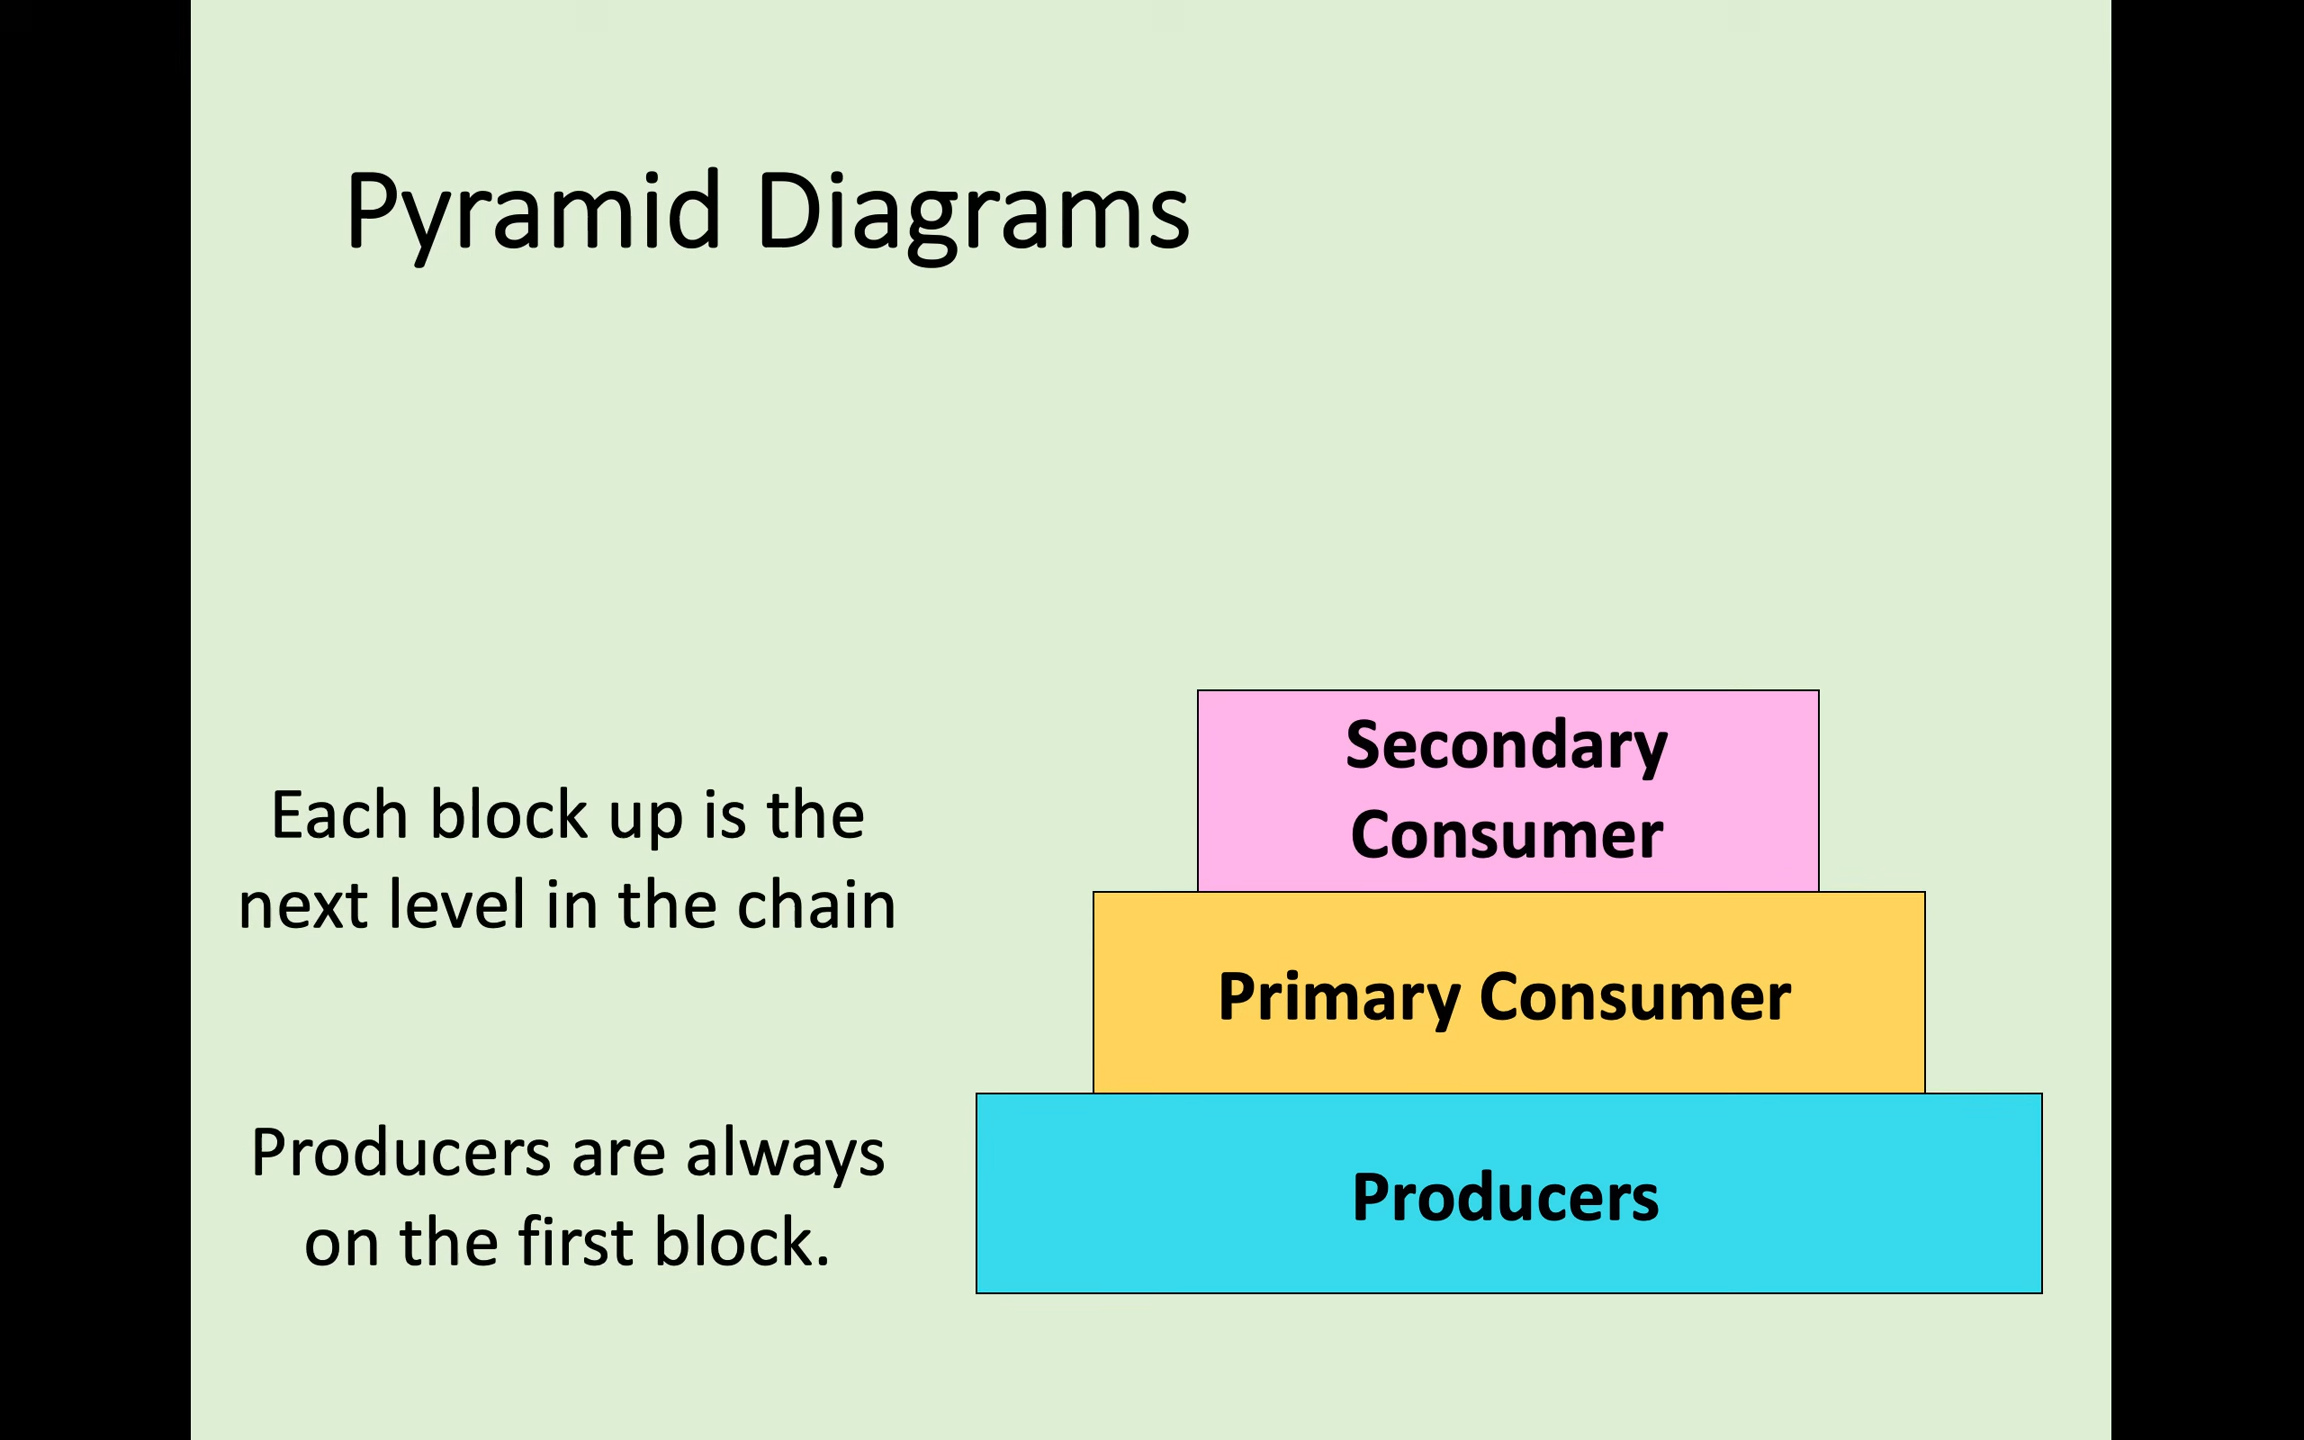 Pyramid Diagrams
Each block up is the
next level in the chain
Producers are always
on the first block.
Secondary
Consumer
Primary Consumer
Producers